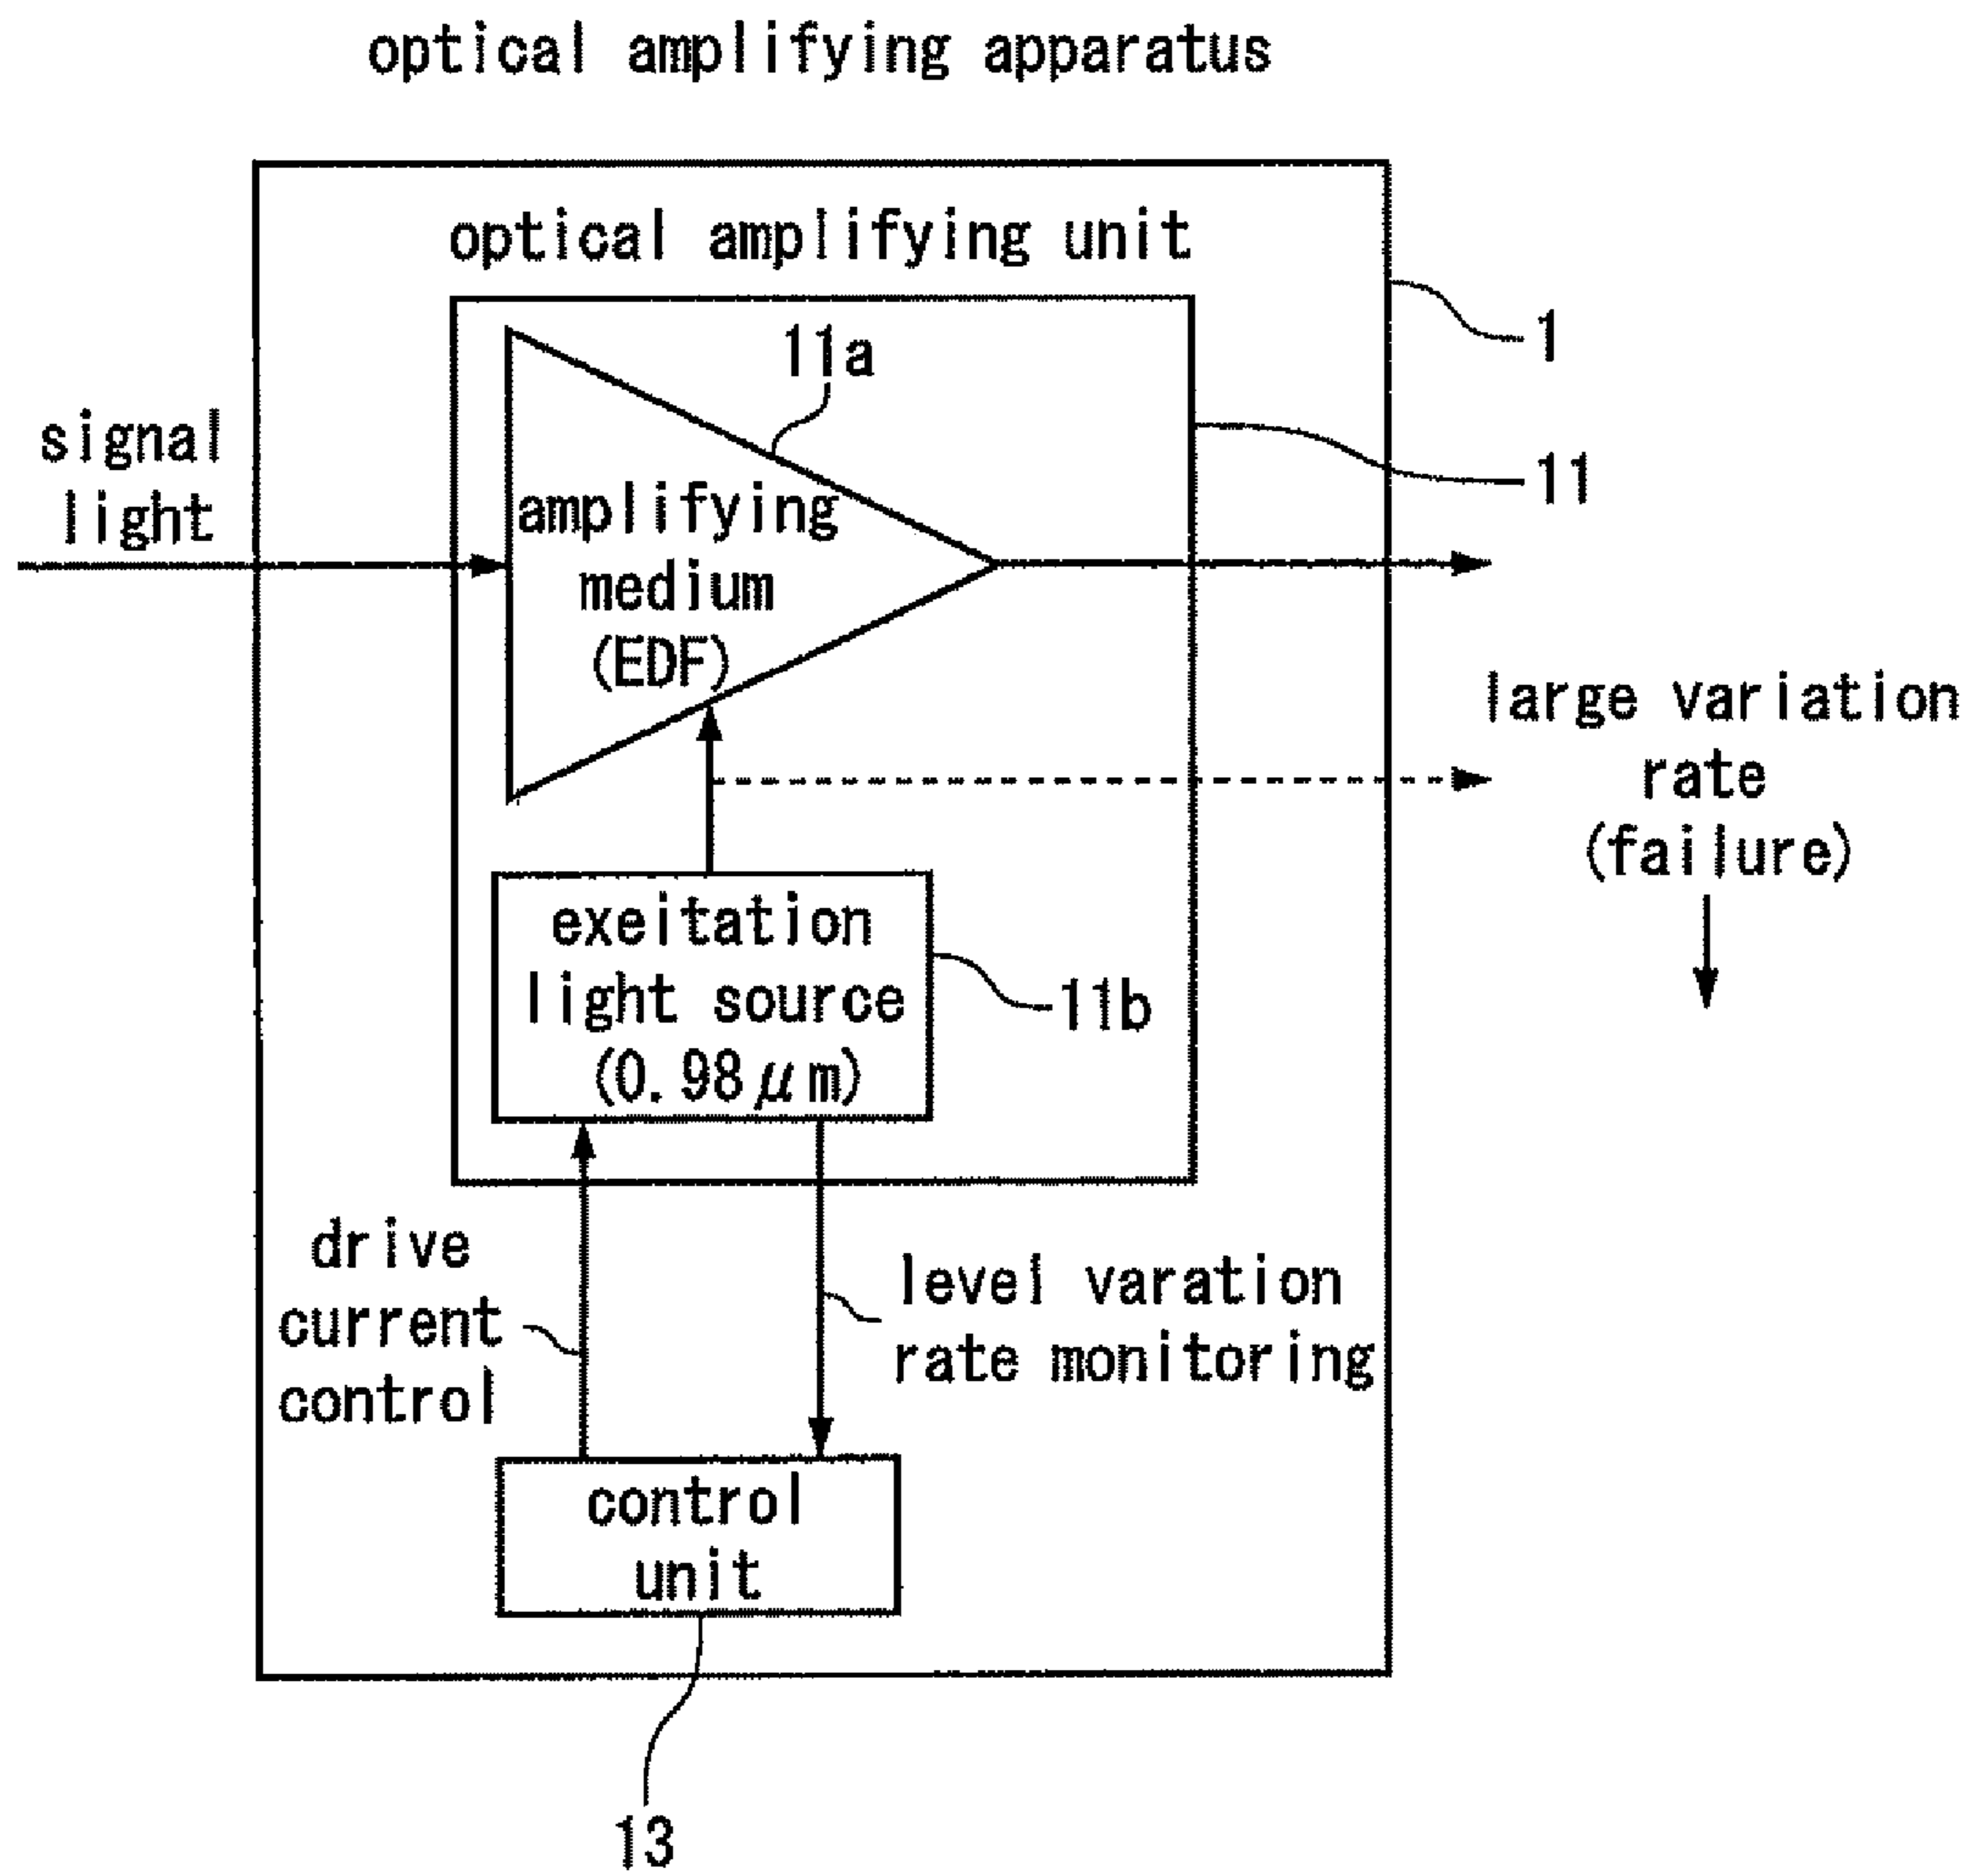 optical amplifying apparatus
optical amplifying unit
11a
1
signal
light
11
amplifying
medium
(EDF)
large variation
rate
(failure)
exeitation
light source
(0.98μm)
11b
drive
current
control
level varation
rate monitoring
control
unit
13